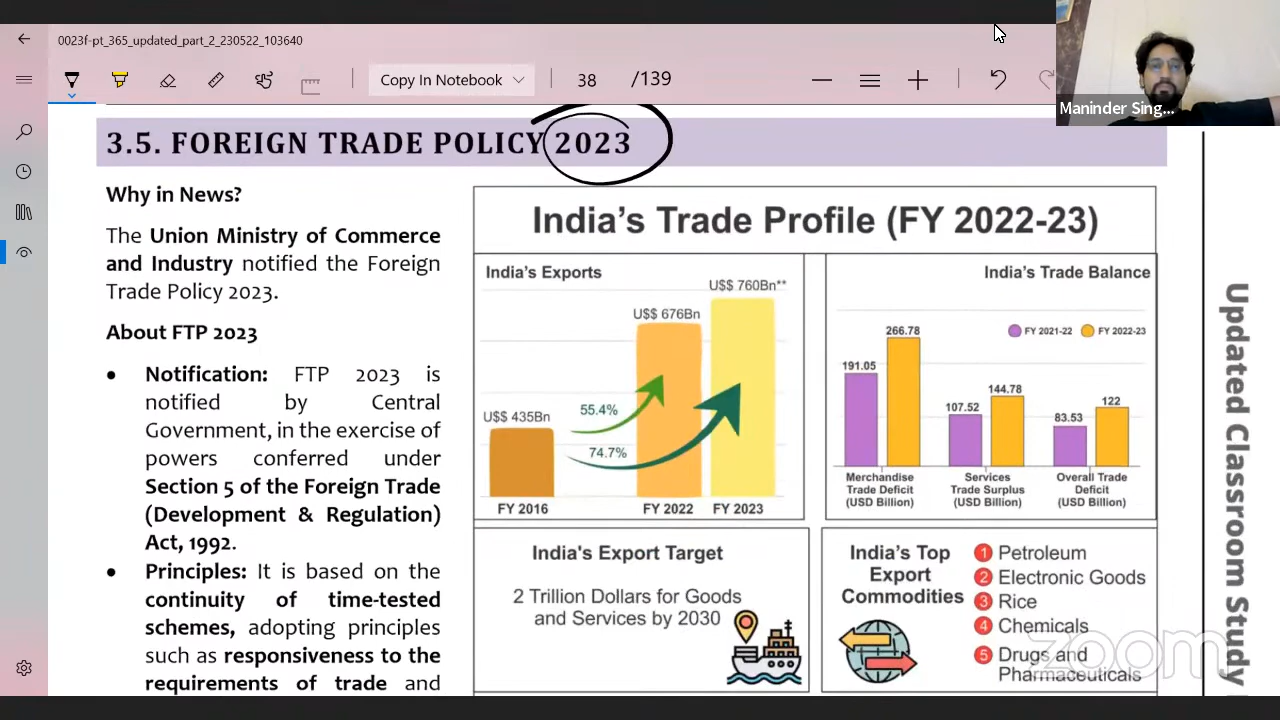 0023f-pt_365_updated_part_2_230522_103640
Copy In Notebook
38 /139
Maninder Sing...
3.5. FOREIGN TRADE POLICY 2023
Why in News?
The Union Ministry of Commerce
and Industry notified the Foreign
Trade Policy 2023.
About FTP 2023
• Notification: FTP 2023 is
notified by Central
Government, in the exercise of
powers conferred under
Section 5 of the Foreign Trade
(Development & Regulation)
Act, 1992.
• Principles: It is based on the
continuity of time-tested
schemes, adopting principles
such as responsiveness to the
requirements of trade and
India's Trade Profile (FY 2022-23)
India's Exports
U$$ 760Bn**
U$$ 676Bn
U$$ 435Bn
55.4%
74.7%
FY 2016 FY 2022 FY 2023
India's Trade Balance
FY 2021-22 FY 2022-23
266.78
191.05
144.78
107.52
122
83.53
Merchandise
Trade Deficit
(USD Billion)
Services
Trade Surplus
(USD Billion)
Overall Trade
Deficit
(USD Billion)
India's Export Target
2 Trillion Dollars for Goods
and Services by 2030
India's Top
Export
Commodities
1 Petroleum
2 Electronic Goods
3 Rice
4 Chemicals
5 Drugs and
Pharmaceuticals
Updated Classroom Study
zoom